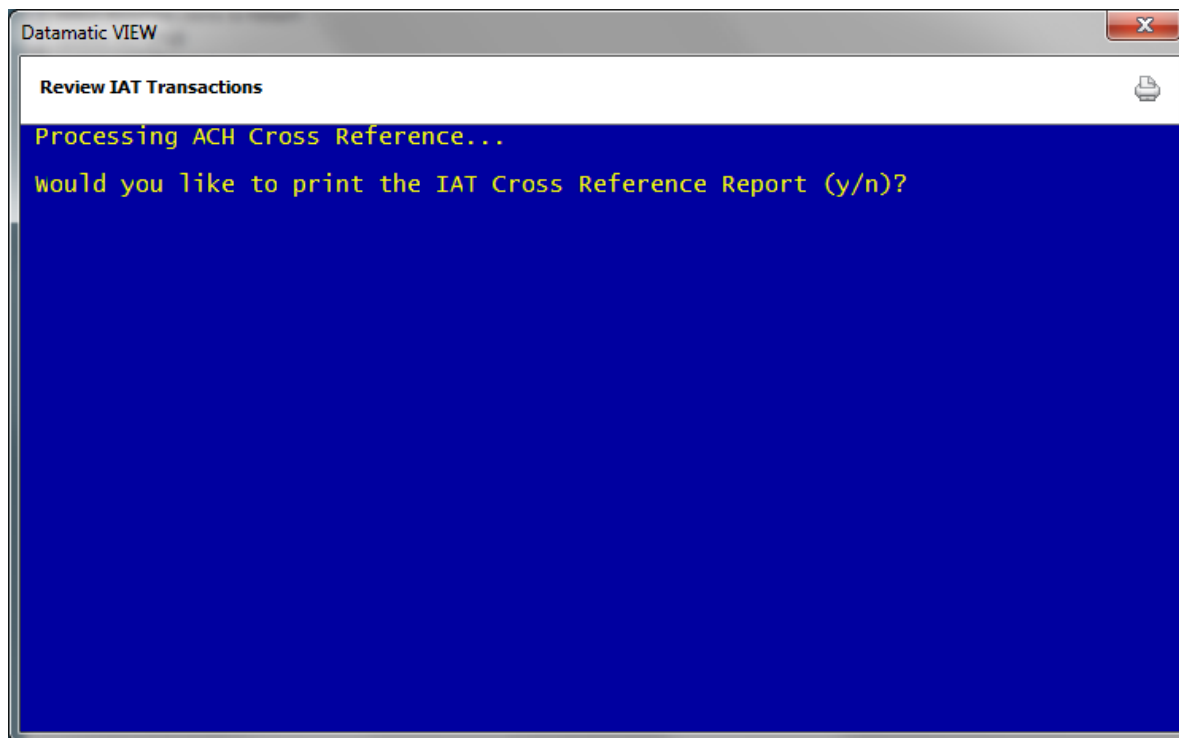 Datamatic VIEW
Review IAT Transactions
Processing ACH Cross Reference...
Would you like to print the IAT Cross Reference Report (y/n)?